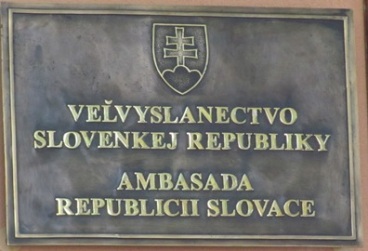 VEĽVYSLANECTVO
SLOVENKEJ REPUBLIKY
AMBASADA
REPUBLICII SLOVACE